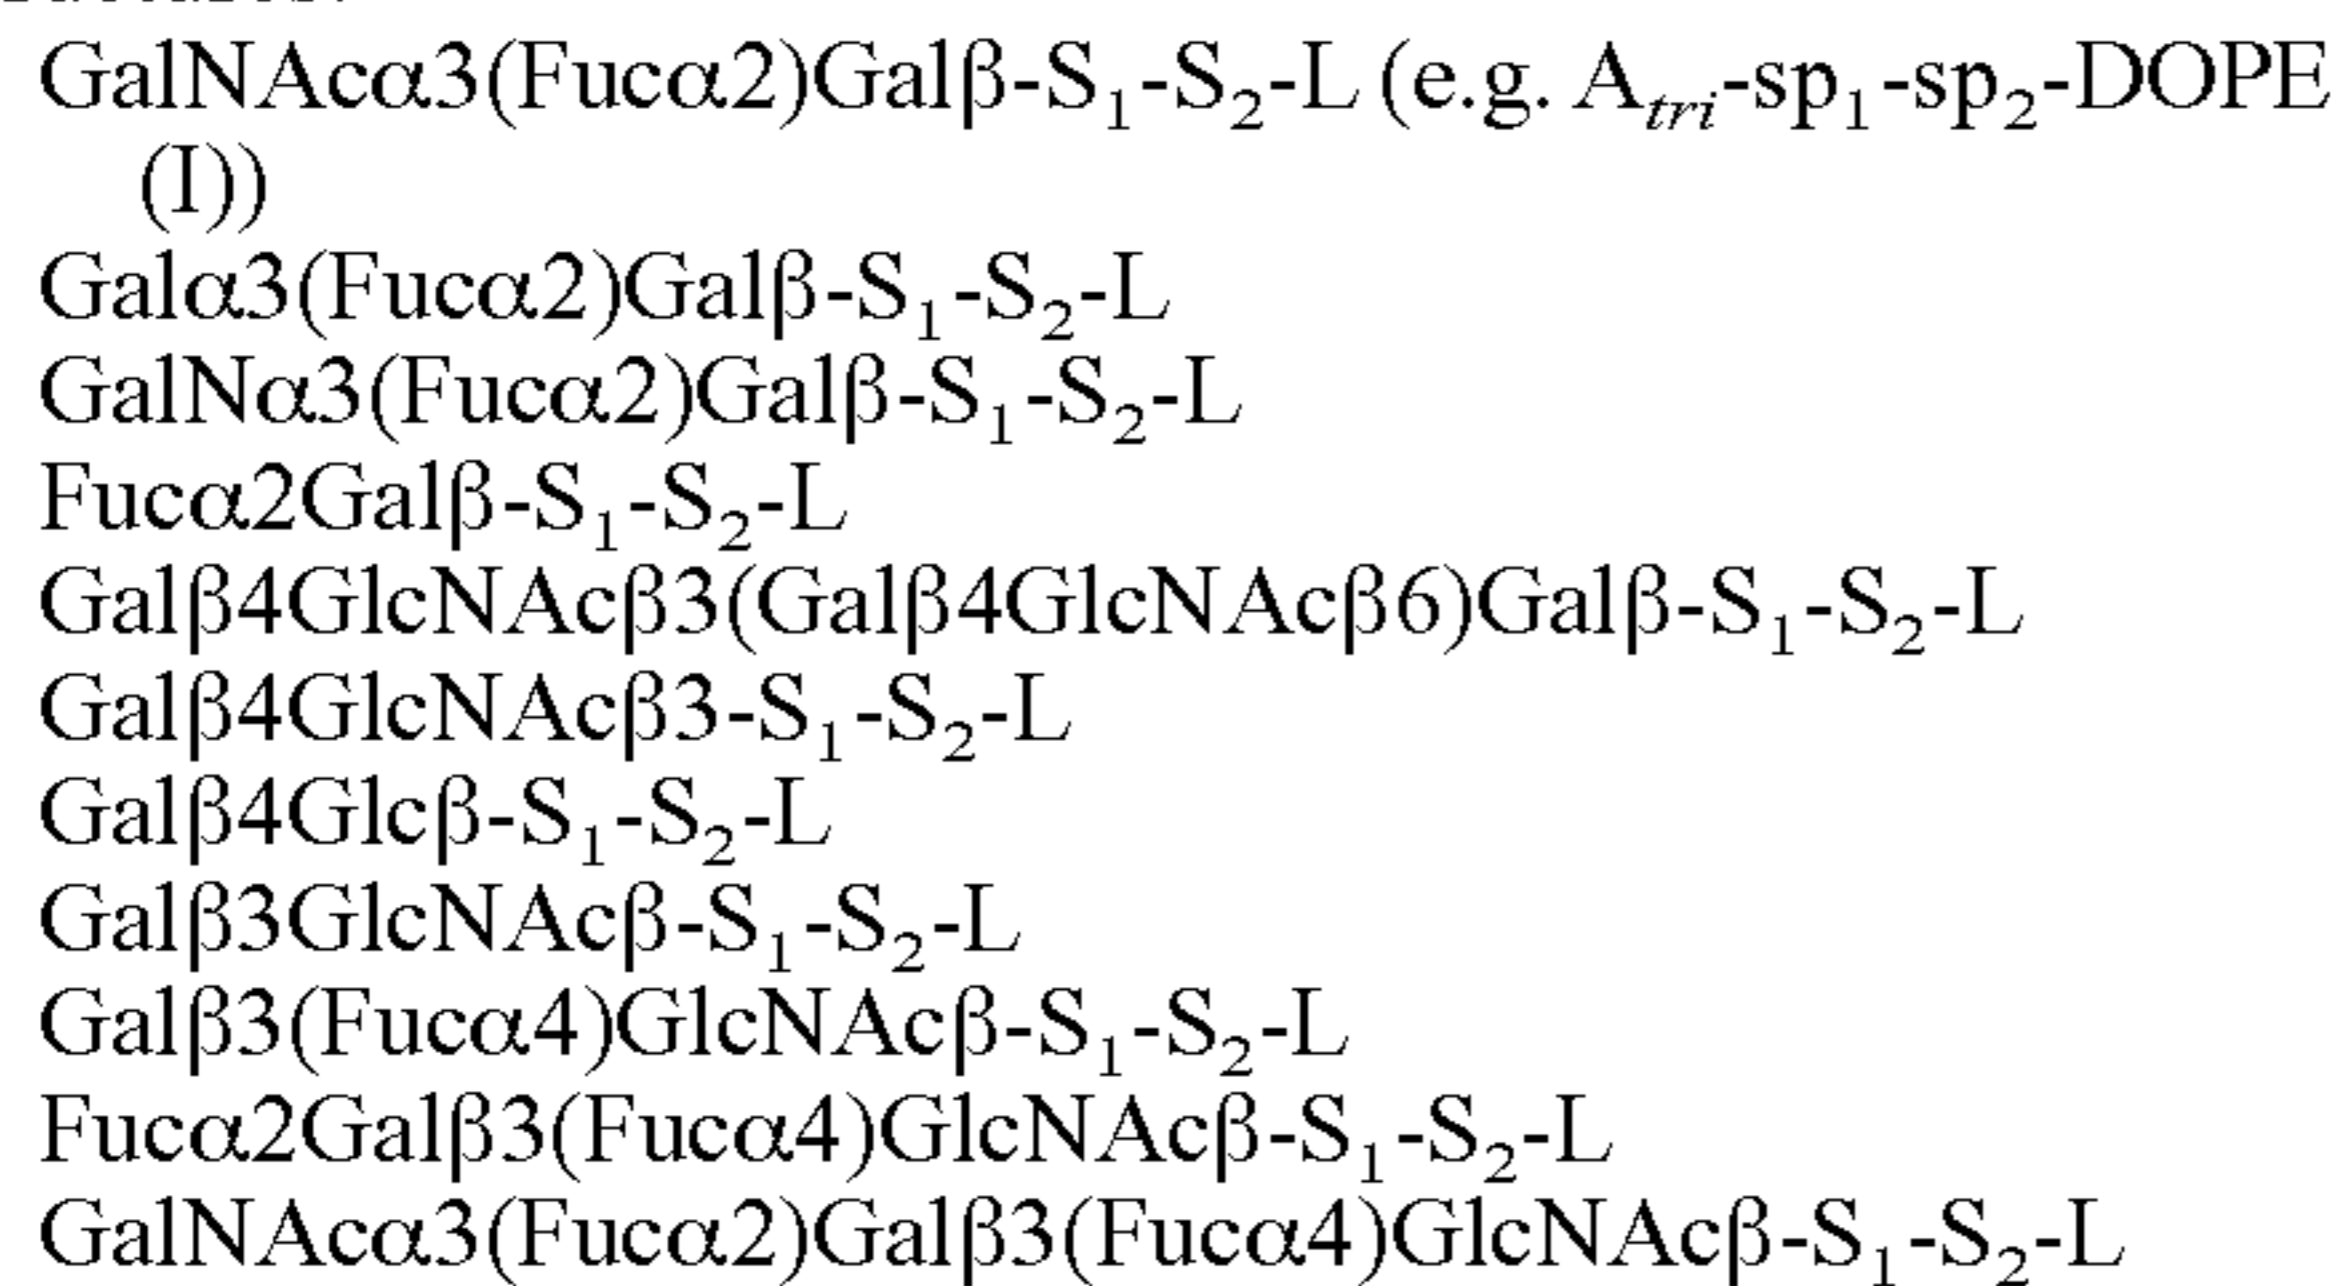 GalNAcα3(Fucα2)Galβ-S₁-S₂-L (e.g. Aₜᵣᵢ-sp₁-sp₂-DOPE
(I))
Galα3(Fucα2)Galβ-S₁-S₂-L
GalNα3(Fucα2)Galβ-S₁-S₂-L
Fucα2Galβ-S₁-S₂-L
Galβ4GlcNAcβ3(Galβ4GlcNAcβ6)Galβ-S₁-S₂-L
Galβ4GlcNAcβ3-S₁-S₂-L
Galβ4Glcβ-S₁-S₂-L
Galβ3GlcNAcβ-S₁-S₂-L
Galβ3(Fucα4)GlcNAcβ-S₁-S₂-L
Fucα2Galβ3(Fucα4)GlcNAcβ-S₁-S₂-L
GalNAcα3(Fucα2)Galβ3(Fucα4)GlcNAcβ-S₁-S₂-L